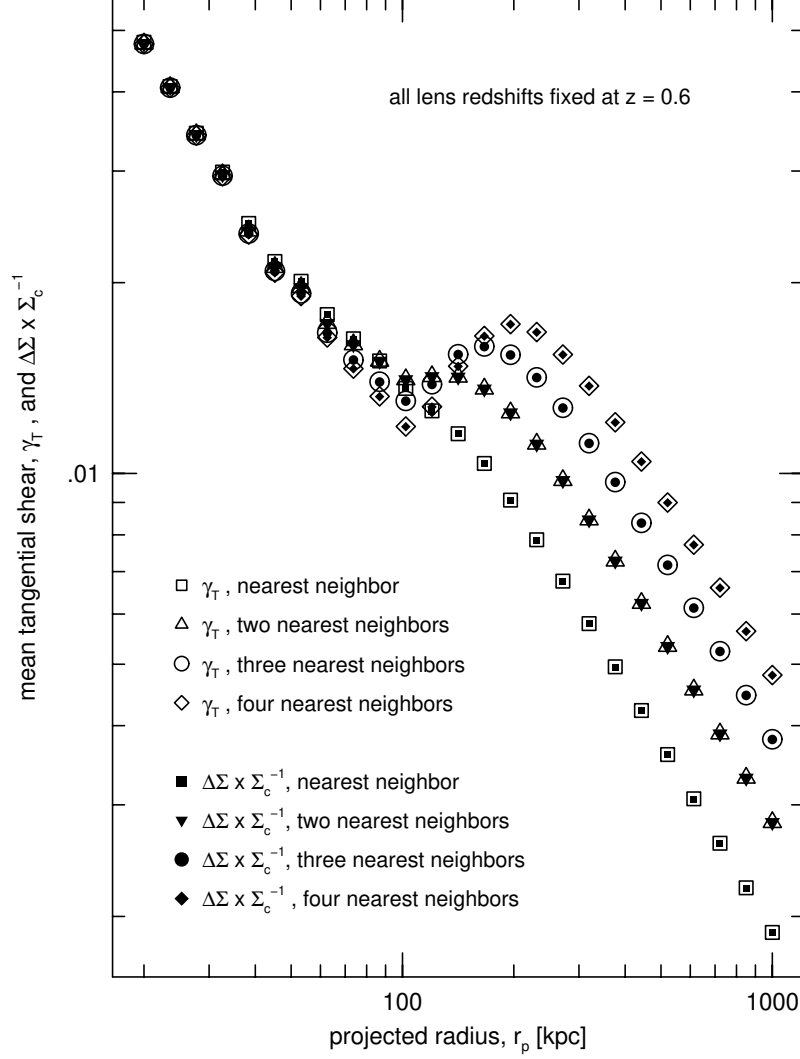 all lens redshifts fixed at z = 0.6
mean tangential shear, γT , and ΔΣ x Σc−1
.01
γT , nearest neighbor
γT , two nearest neighbors
γT , three nearest neighbors
γT , four nearest neighbors
ΔΣ x Σc−1, nearest neighbor
ΔΣ x Σc−1, two nearest neighbors
ΔΣ x Σc−1, three nearest neighbors
ΔΣ x Σc−1 , four nearest neighbors
100 1000
projected radius, rp [kpc]